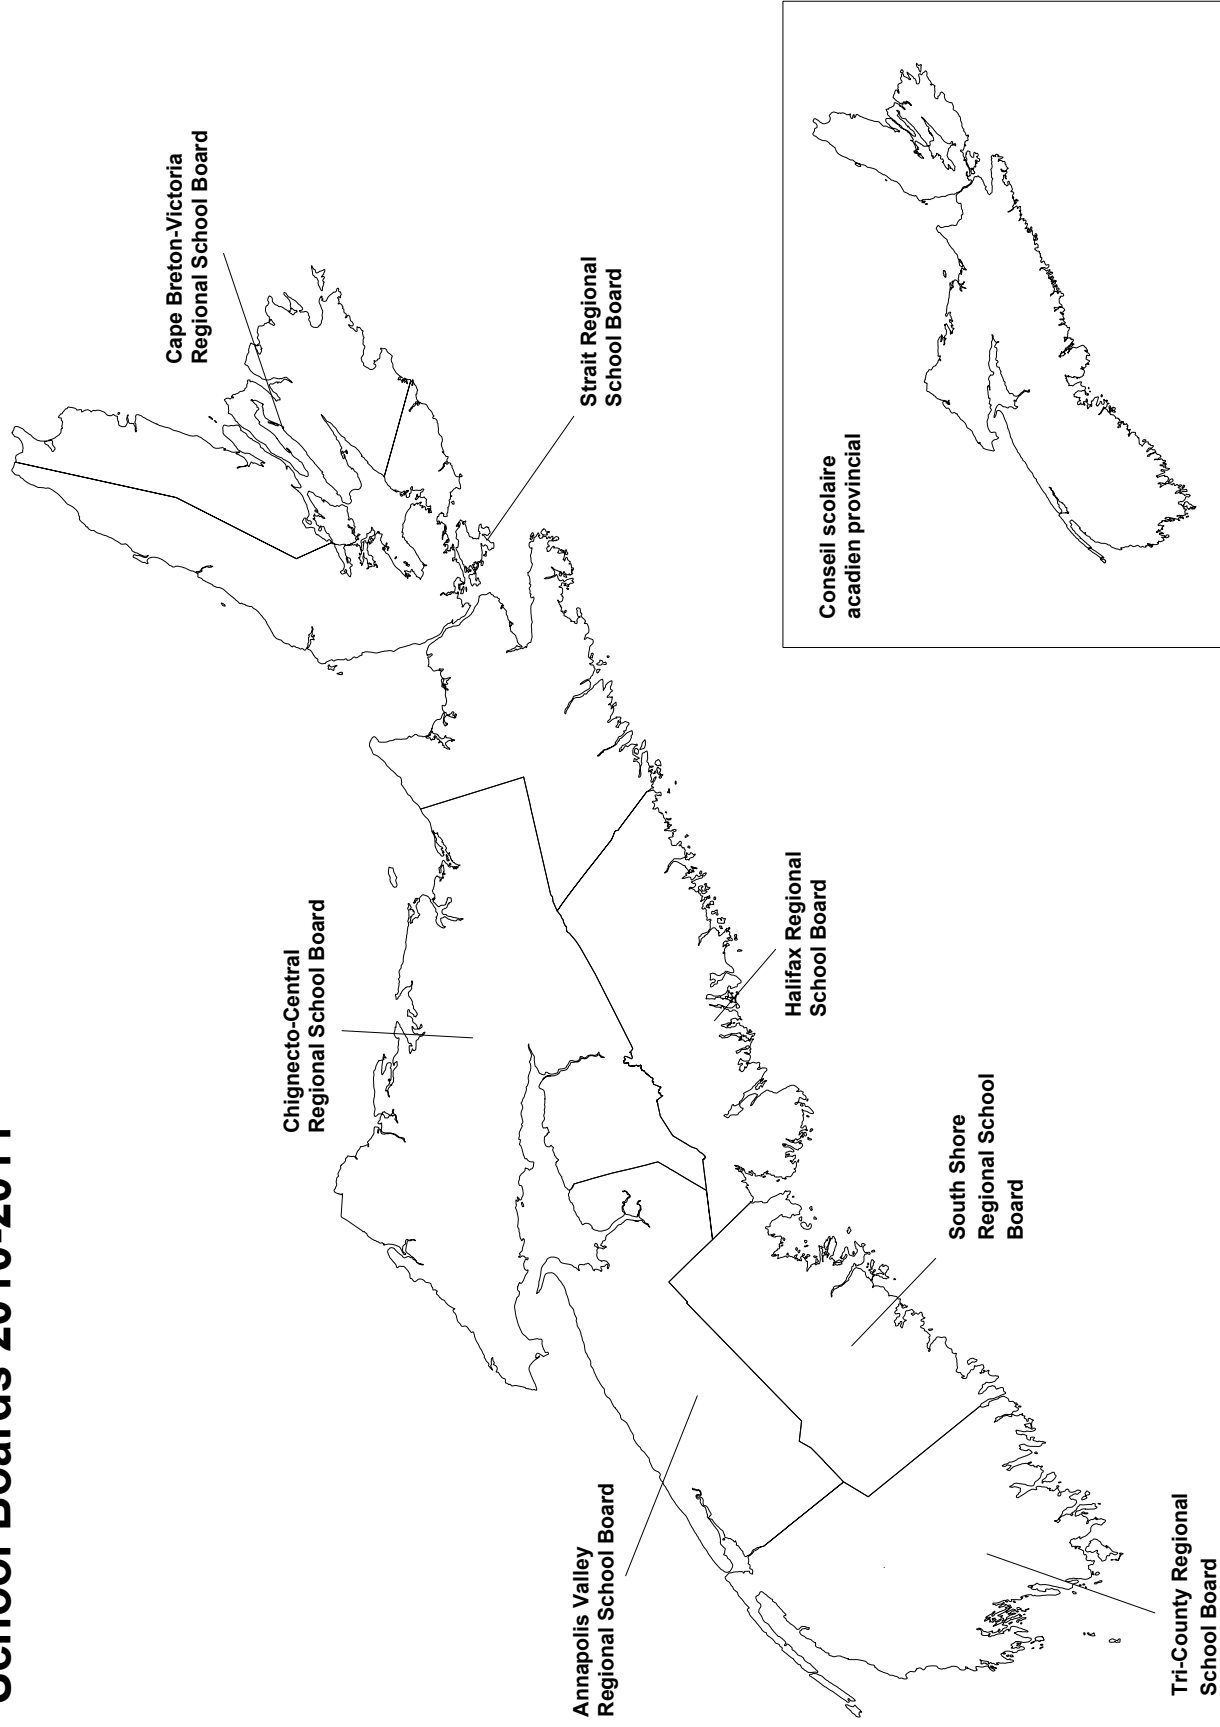 School Boards 2010-2011
Cape Breton-Victoria
Regional School Board
Chignecto-Central
Regional School Board
Strait Regional
School Board
Annapolis Valley
Regional School Board
Halifax Regional
School Board
Conseil scolaire
acadien provincial
South Shore
Regional School
Board
Tri-County Regional
School Board